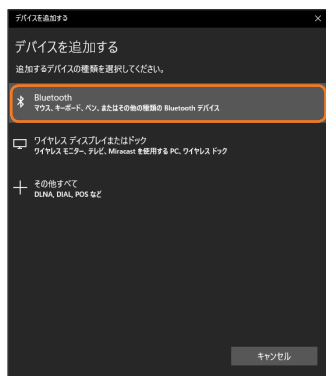 デバイスを追加する
デバイスを追加する
追加するデバイスの種類を選択してください。
Bluetooth
マウス、キーボード、ペン、またはその他の種類の Bluetooth デバイス
ワイヤレス ディスプレイまたはドック
ワイヤレス モニター、テレビ、Miracast を使用する PC、ワイヤレス ドック
その他すべて
DLNA, DIAL, POS など
キャンセル